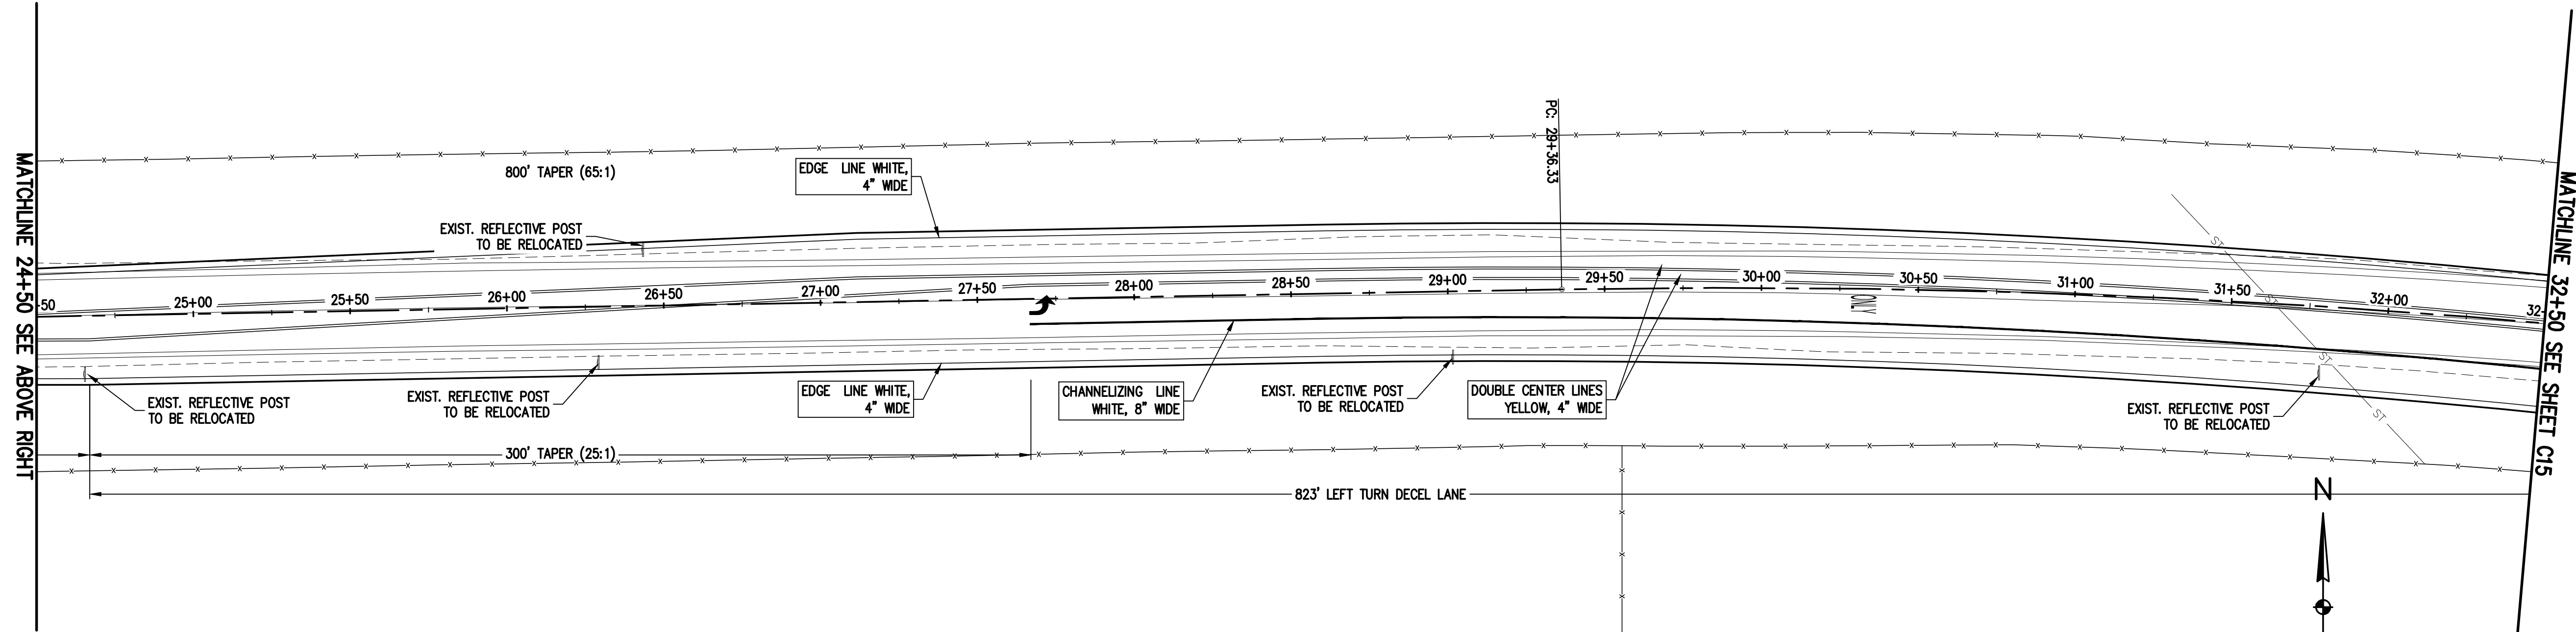 MATCHLINE 24+50 SEE ABOVE RIGHT
800' TAPER (65:1)
EDGE LINE WHITE,
4" WIDE
PC: 29+36.33
EXIST. REFLECTIVE POST
TO BE RELOCATED
ST
ST
ST
ST
+50
25+00
25+50
26+00
26+50
27+00
27+50
28+00
28+50
29+00
29+50
30+00
30+50
31+00
31+50
32+00
32+
EXIST. REFLECTIVE POST
TO BE RELOCATED
EXIST. REFLECTIVE POST
TO BE RELOCATED
EDGE LINE WHITE,
4" WIDE
CHANNELIZING LINE
WHITE, 8" WIDE
EXIST. REFLECTIVE POST
TO BE RELOCATED
DOUBLE CENTER LINES
YELLOW, 4" WIDE
EXIST. REFLECTIVE POST
TO BE RELOCATED
300' TAPER (25:1)
823' LEFT TURN DECEL LANE
N
MATCHLINE 32+50 SEE SHEET C15